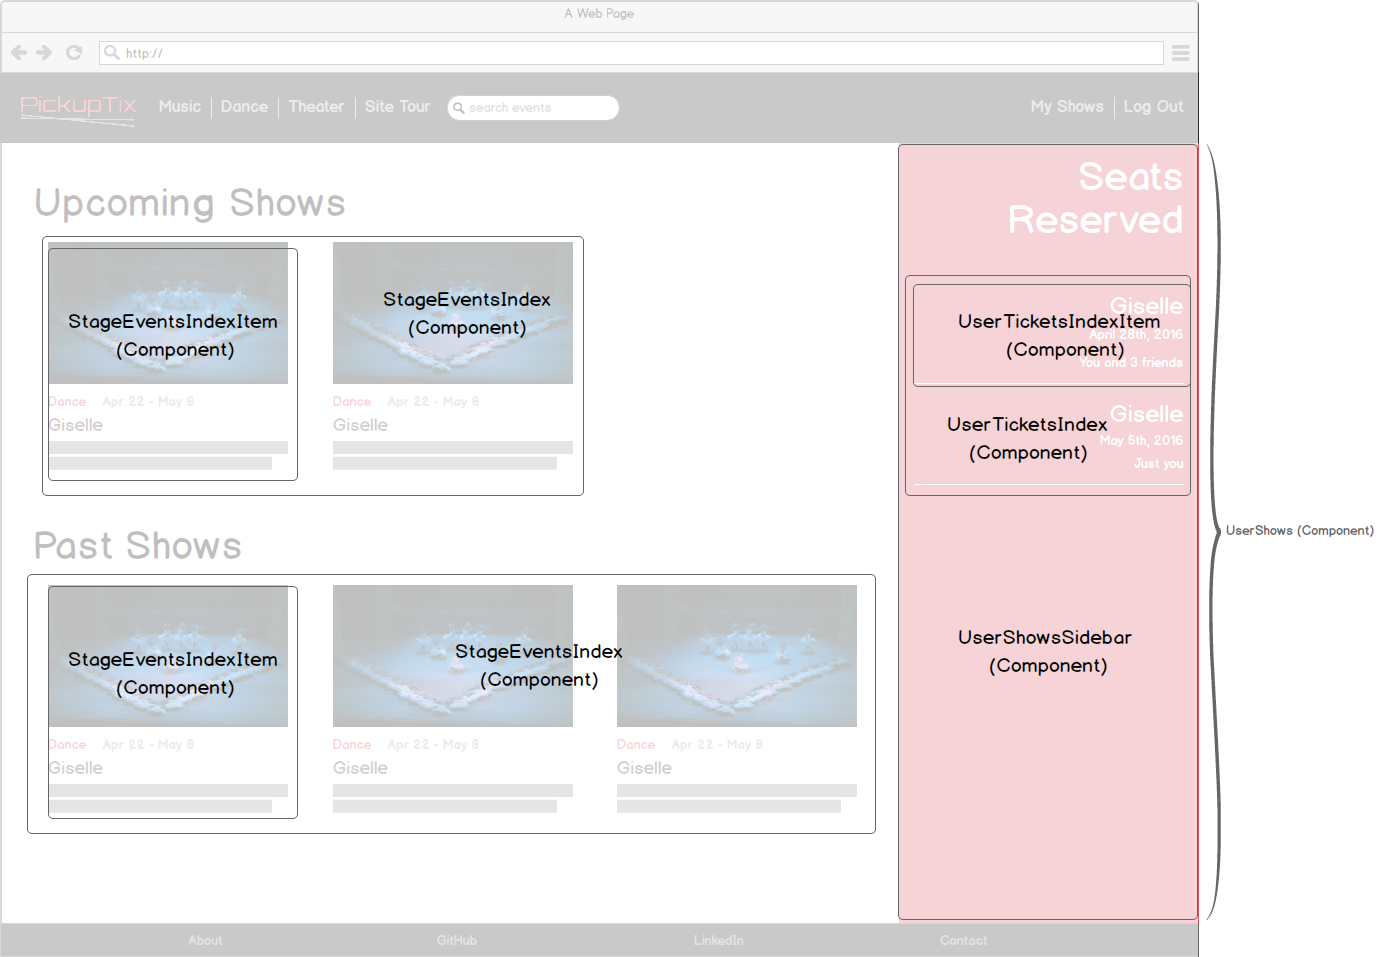 A Web Page
http://
PickupTix
Music
Dance
Theater
Site Tour
search events
My Shows
Log Out
Upcoming Shows
StageEventsIndexItem
(Component)
Dance Apr 22 - May 8
Giselle
StageEventsIndex
(Component)
Dance Apr 22 - May 8
Giselle
Past Shows
StageEventsIndexItem
(Component)
Dance Apr 22 - May 8
Giselle
StageEventsIndex
(Component)
Dance Apr 22 - May 8
Giselle
Dance Apr 22 - May 8
Giselle
Seats
Reserved
Giselle
UserTicketsIndexItem
April 28th, 2016
(Component)
You and 3 friends
Giselle
UserTicketsIndex
May 5th, 2016
(Component)
Just you
UserShowsSidebar
(Component)
UserShows (Component)
About
GitHub
LinkedIn
Contact